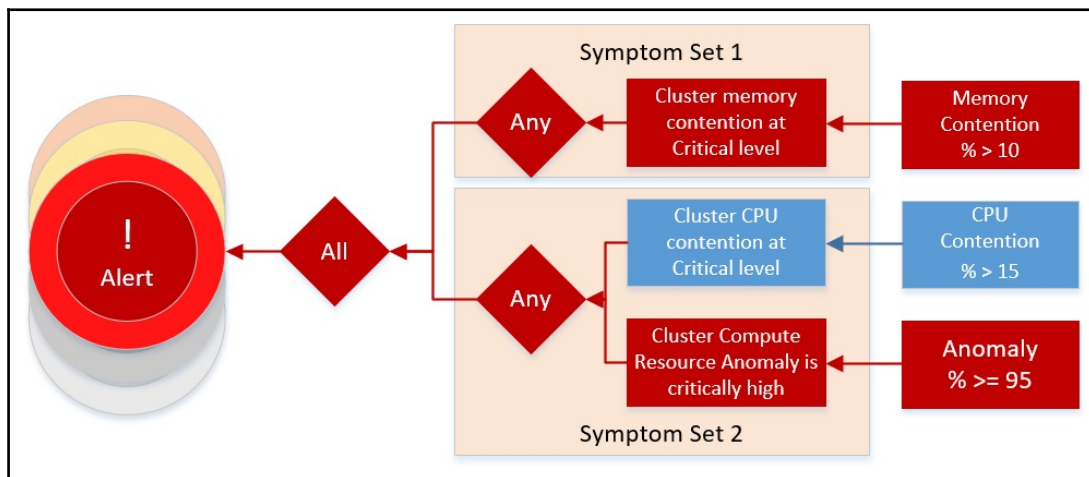 Symptom Set 1
Any
Cluster memory
contention at
Critical level
Memory
Contention
% > 10
!
Alert
All
Any
Cluster CPU
contention at
Critical level
CPU
Contention
% > 15
Cluster Compute
Resource Anomaly is
critically high
Anomaly
% >= 95
Symptom Set 2